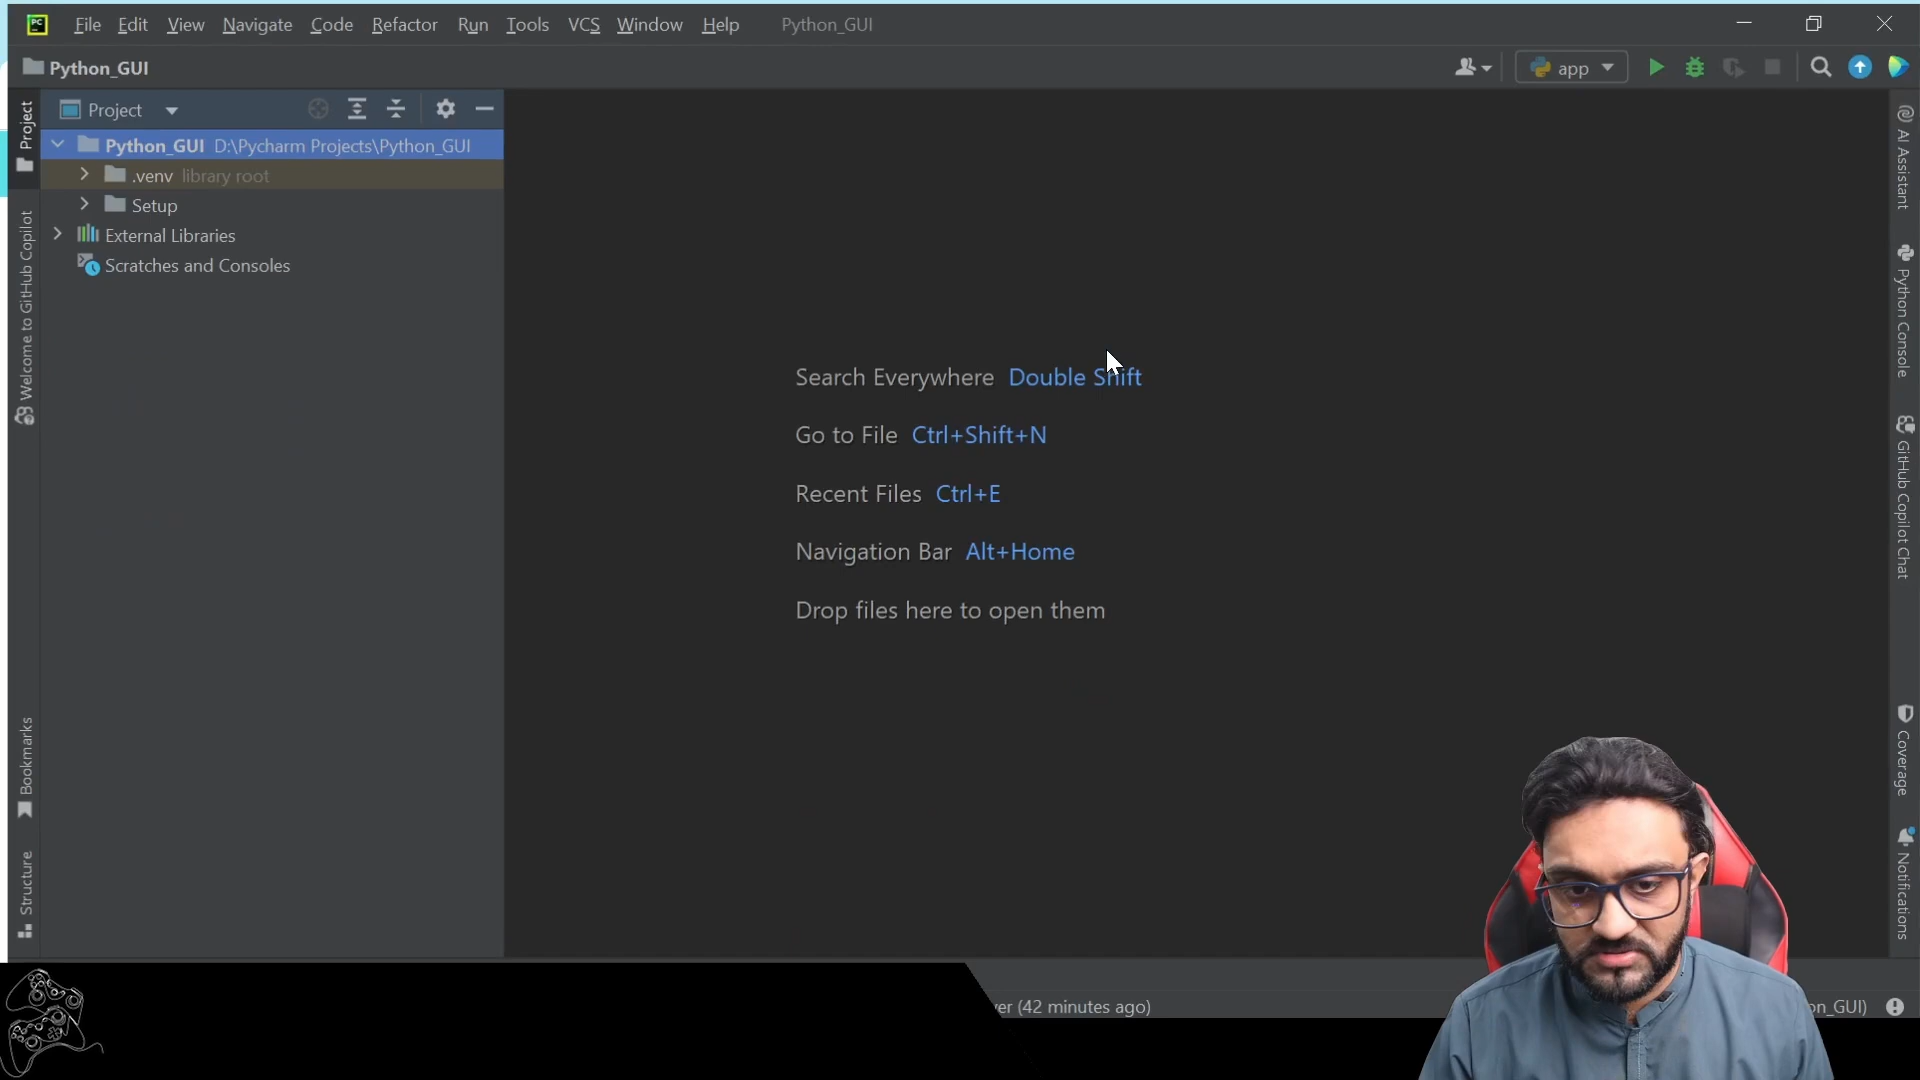 PC
File Edit View Navigate Code Refactor Run Tools VCS Window Help Python_GUI
Python_GUI
app
Project
Python_GUI D:\Pycharm Projects\Python_GUI
.venv library root
Setup
External Libraries
Scratches and Consoles
Project
Welcome to GitHub Copilot
Bookmarks
Structure
Search Everywhere Double Shift
Go to File Ctrl+Shift+N
Recent Files Ctrl+E
Navigation Bar Alt+Home
Drop files here to open them
AI Assistant
Python Console
GitHub Copilot Chat
Coverage
Notifications
ver (42 minutes ago)
on_GUI)